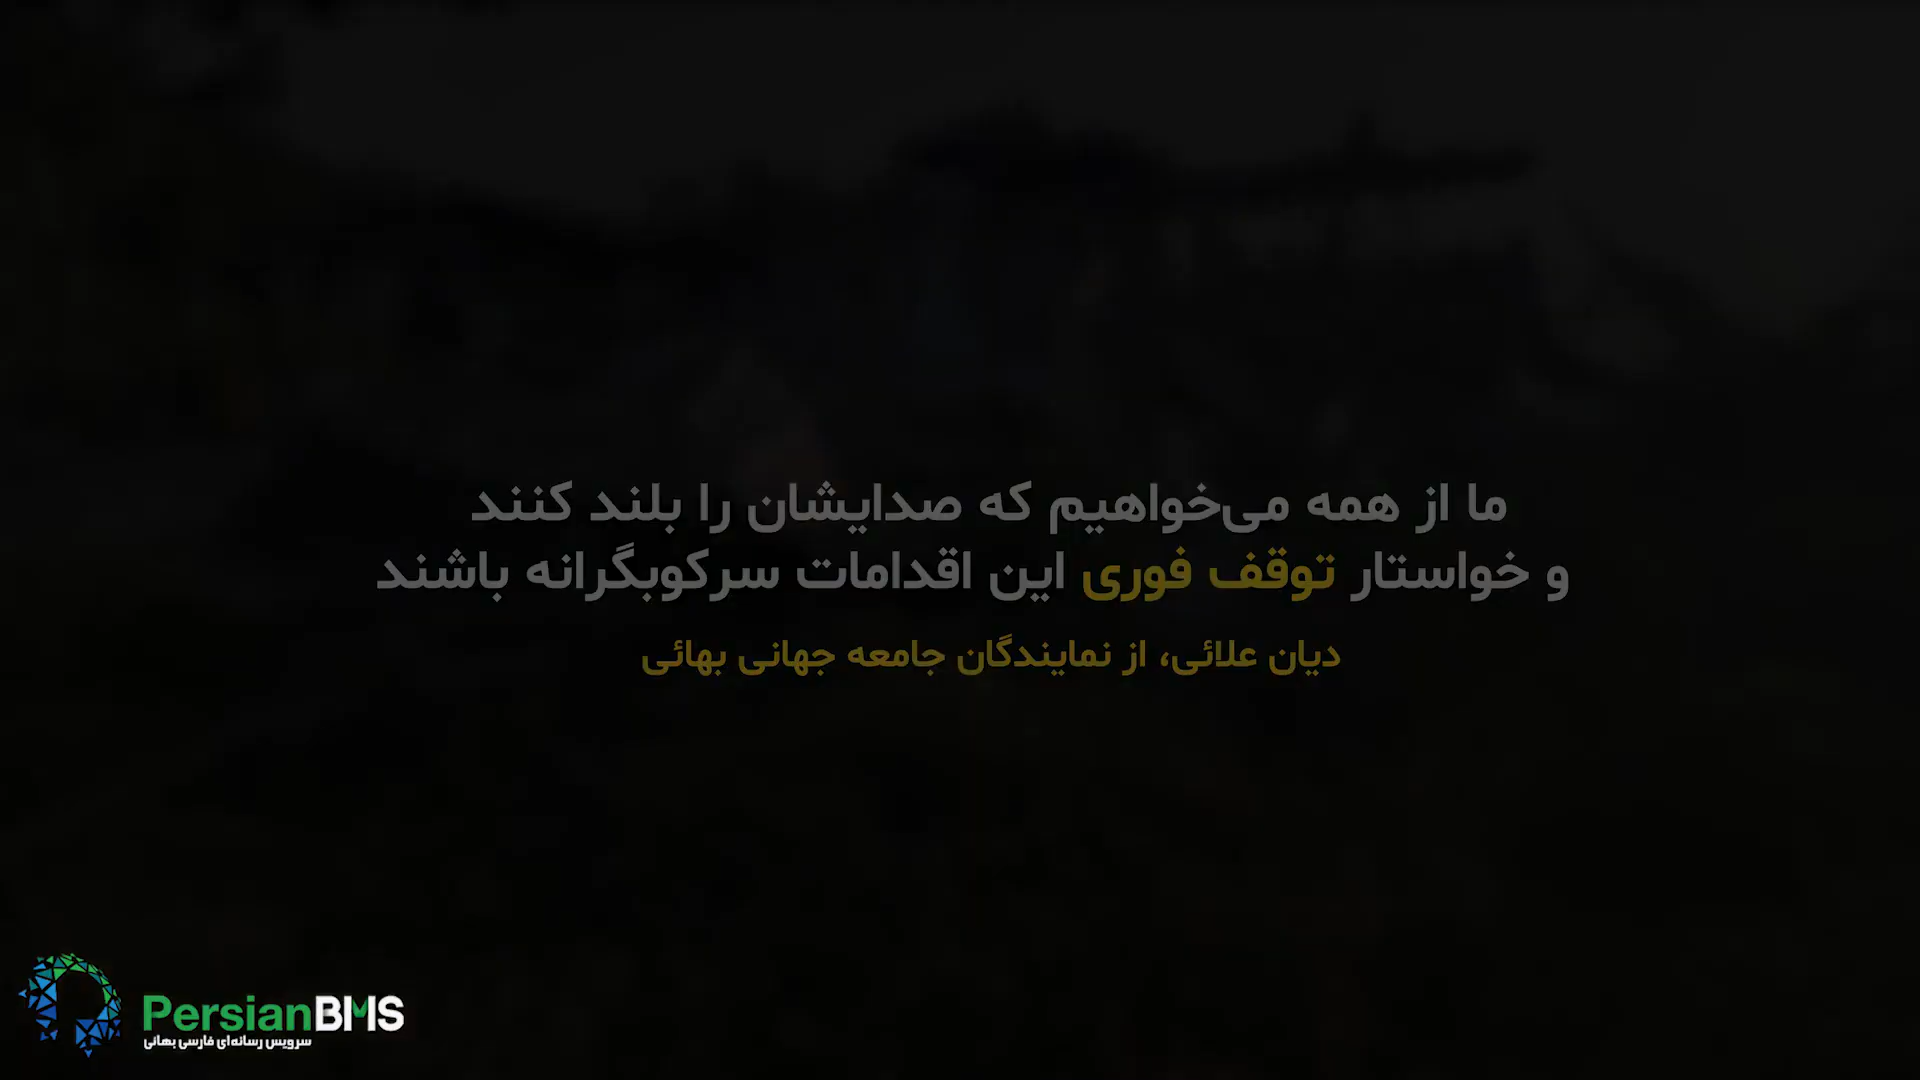 ما از همه می‌خواهیم که صدایشان را بلند کنند
و خواستار توقف فوری این اقدامات سرکوبگرانه باشند
دیان علائی، از نمایندگان جامعه جهانی بهائی
PersianBMS
سرویس رسانه‌ای فارسی بهائی